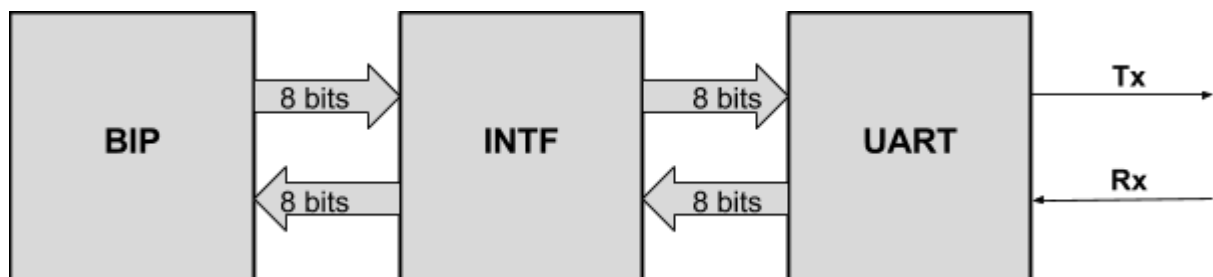 8 bits
8 bits
Tx
BIP
INTF
UART
8 bits
8 bits
Rx